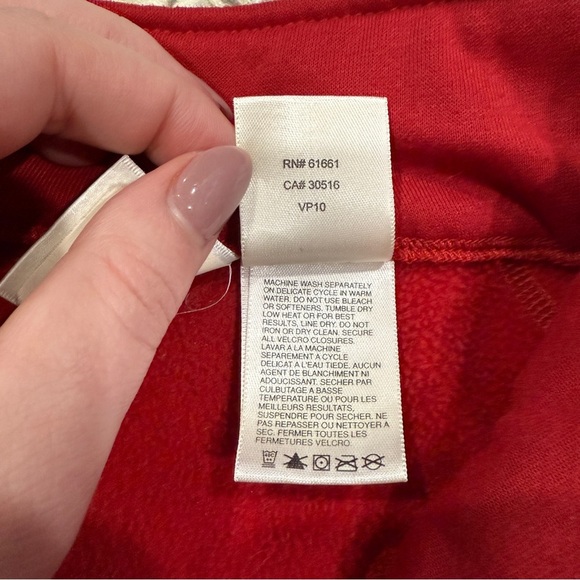 RN# 61661
CA# 30516
VP10
MACHINE WASH SEPARATELY
ON DELICATE CYCLE IN WARM
WATER. DO NOT USE BLEACH
OR SOFTENERS. TUMBLE DRY
LOW HEAT OR FOR BEST
RESULTS, LINE DRY. DO NOT
IRON OR DRY CLEAN. SECURE
ALL VELCRO CLOSURES.
LAVAR A LA MACHINE
SEPAREMENT A CYCLE
DELICAT A L'EAU TIEDE. AUCUN
AGENT DE BLANCHIMENT NI
ADOUCISSANT. SECHER PAR
CULBUTAGE A BASSE
TEMPERATURE OU POUR LES
MEILLEURS RESULTATS,
SUSPENDRE POUR SECHER. NE
PAS REPASSER OU NETTOYER A
SEC. FERMER TOUTES LES
FERMETURES VELCRO.